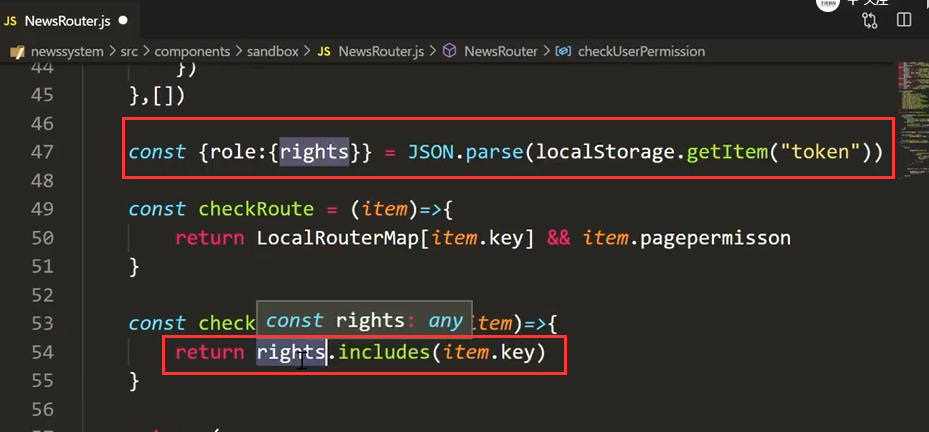 JS NewsRouter.js ●
newssystem > src > components > sandbox > JS NewsRouter.js > NewsRouter > checkUserPermission
44 })
45 },[])
46
47 const {role:{rights}} = JSON.parse(localStorage.getItem("token"))
48
49 const checkRoute = (item)=>{
50 return LocalRouterMap[item.key] && item.pagepermisson
51 }
52
const rights: any
53 const check item)=>{
54 return rights.includes(item.key)
55 }
56